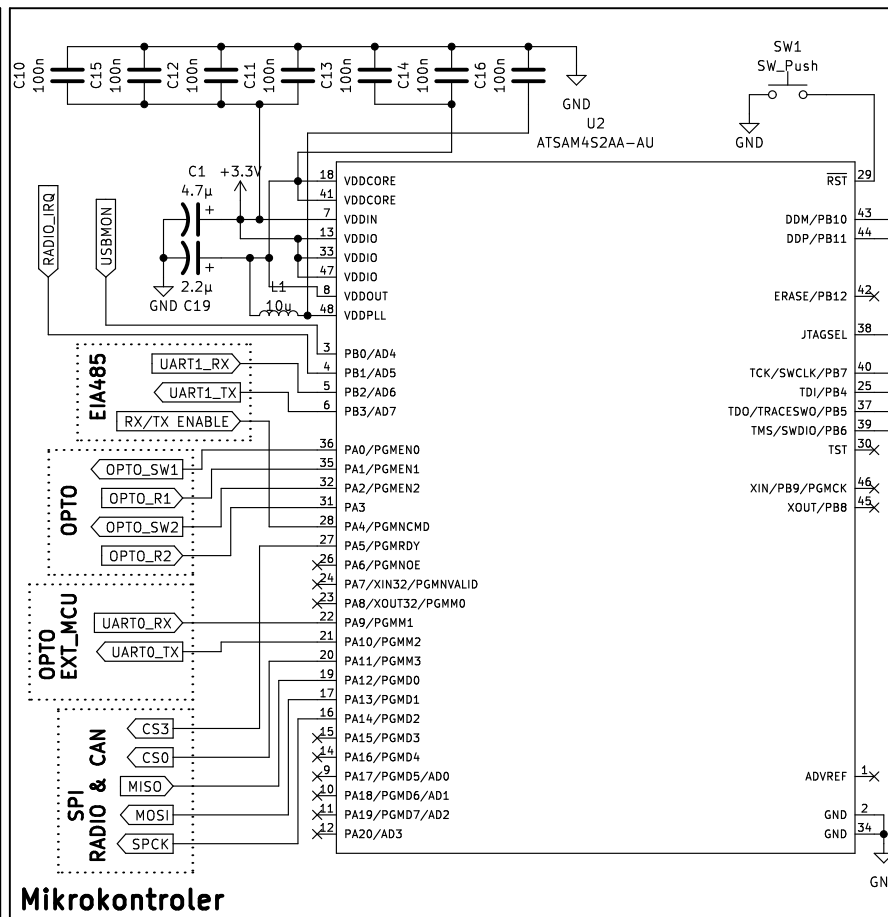 C10 100n
C15 100n
C12 100n
C11 100n
C13 100n
C14 100n
C16 100n
GND
SW1
SW_Push
GND
U2
ATSAM4S2AA-AU
C1
4.7µ
+3.3V
+
+
2.2µ
GND C19
L1
10u
RADIO_IRQ
USBMON
18 VDDCORE
41 VDDCORE
7 VDDIN
13 VDDIO
33 VDDIO
47 VDDIO
8 VDDOUT
48 VDDPLL
3 PB0/AD4
4 PB1/AD5
5 PB2/AD6
6 PB3/AD7
36 PA0/PGMEN0
35 PA1/PGMEN1
32 PA2/PGMEN2
31 PA3
28 PA4/PGMNCMD
27 PA5/PGMRDY
26 PA6/PGMNOE
24 PA7/XIN32/PGMNVALID
23 PA8/XOUT32/PGMM0
22 PA9/PGMM1
21 PA10/PGMM2
20 PA11/PGMM3
19 PA12/PGMD0
17 PA13/PGMD1
16 PA14/PGMD2
15 PA15/PGMD3
14 PA16/PGMD4
9 PA17/PGMD5/AD0
10 PA18/PGMD6/AD1
11 PA19/PGMD7/AD2
12 PA20/AD3
RST 29
DDM/PB10 43
DDP/PB11 44
ERASE/PB12 42
JTAGSEL 38
TCK/SWCLK/PB7 40
TDI/PB4 25
TDO/TRACESWO/PB5 37
TMS/SWDIO/PB6 39
TST 30
XIN/PB9/PGMCK 46
XOUT/PB8 45
ADVREF 1
GND 2
GND 34
EIA485
UART1_RX
UART1_TX
RX/TX ENABLE
OPTO
OPTO_SW1
OPTO_R1
OPTO_SW2
OPTO_R2
OPTO
EXT_MCU
UART0_RX
UART0_TX
SPI
RADIO & CAN
CS3
CS0
MISO
MOSI
SPCK
Mikrokontroler